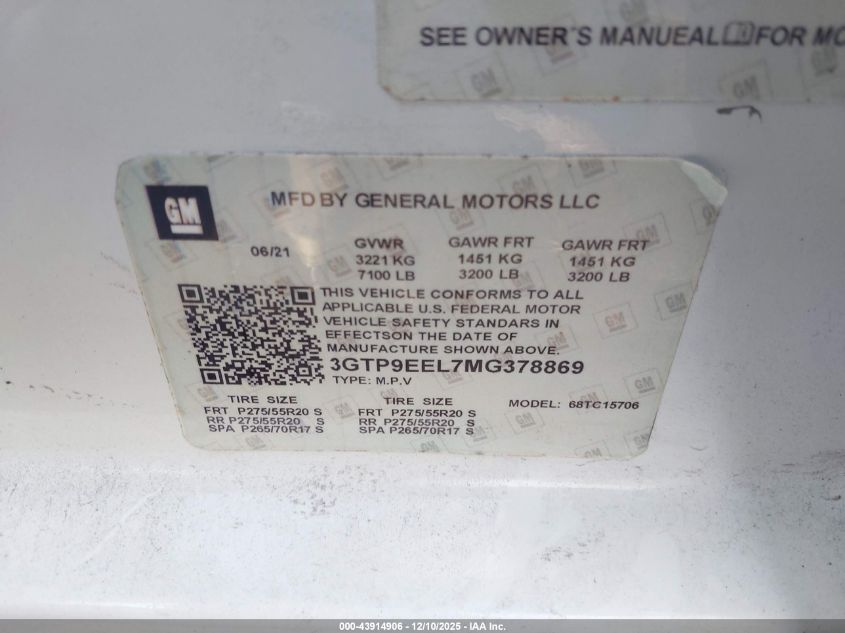 SEE OWNER'S MANUEAL FOR MO
GM
MFD BY GENERAL MOTORS LLC
06/21
GVWR GAWR FRT GAWR FRT
3221 KG 1451 KG 1451 KG
7100 LB 3200 LB 3200 LB
THIS VEHICLE CONFORMS TO ALL
APPLICABLE U.S. FEDERAL MOTOR
VEHICLE SAFETY STANDARS IN
EFFECTSON THE DATE OF
MANUFACTURE SHOWN ABOVE.
3GTP9EEL7MG378869
TYPE: M.P.V
TIRE SIZE TIRE SIZE MODEL: 68TC15706
FRT P275/55R20 S FRT P275/55R20 S
RR P275/55R20 S RR P275/55R20 S
SPA P265/70R17 S SPA P265/70R17 S
000-43914906 - 12/10/2025 - IAA Inc.